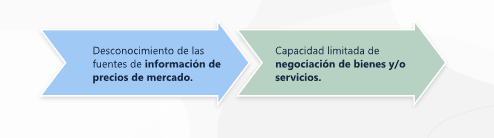 Desconocimiento de las
fuentes de información de
precios de mercado.
Capacidad limitada de
negociación de bienes y/o
servicios.